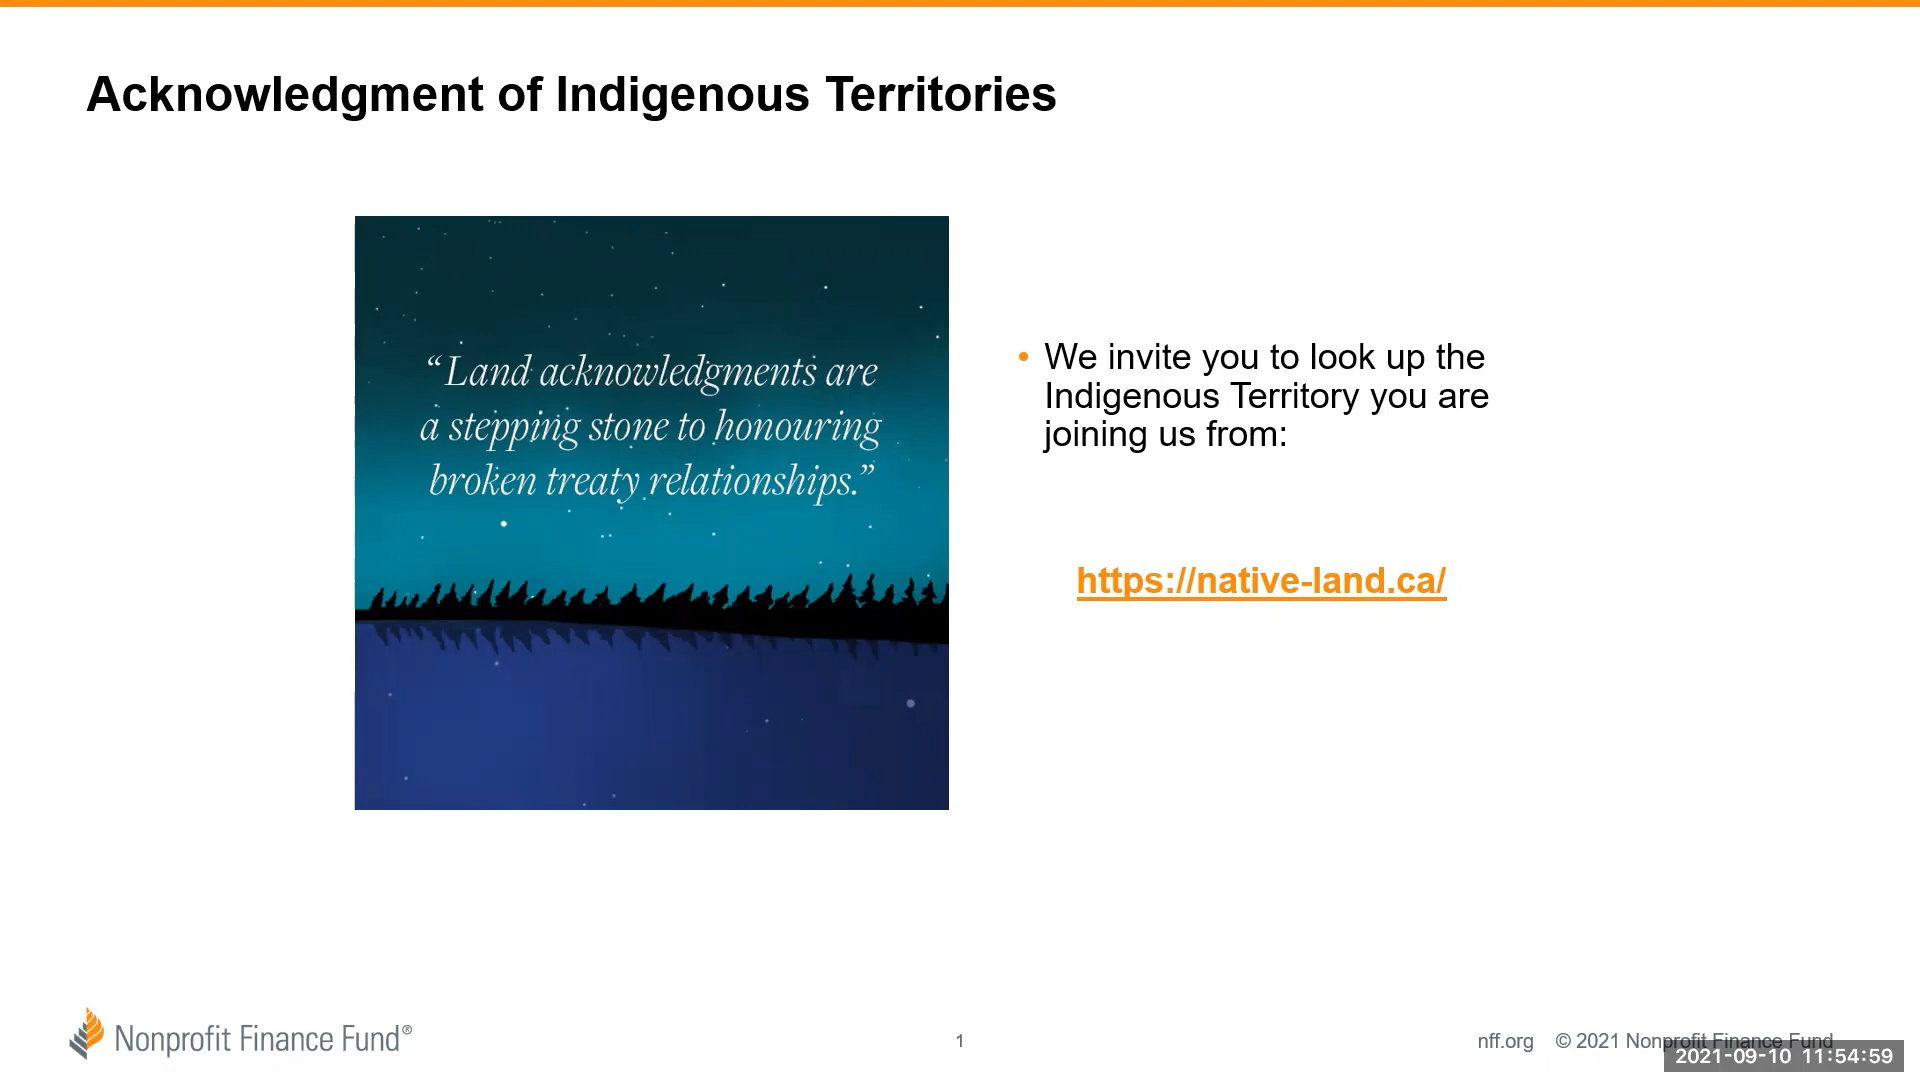 Acknowledgment of Indigenous Territories
“Land acknowledgments are
a stepping stone to honouring
broken treaty relationships.”
• We invite you to look up the
Indigenous Territory you are
joining us from:
https://native-land.ca/
Nonprofit Finance Fund®
1
nff.org © 2021 Nonprofit Finance Fund
2021-09-10 11:54:59